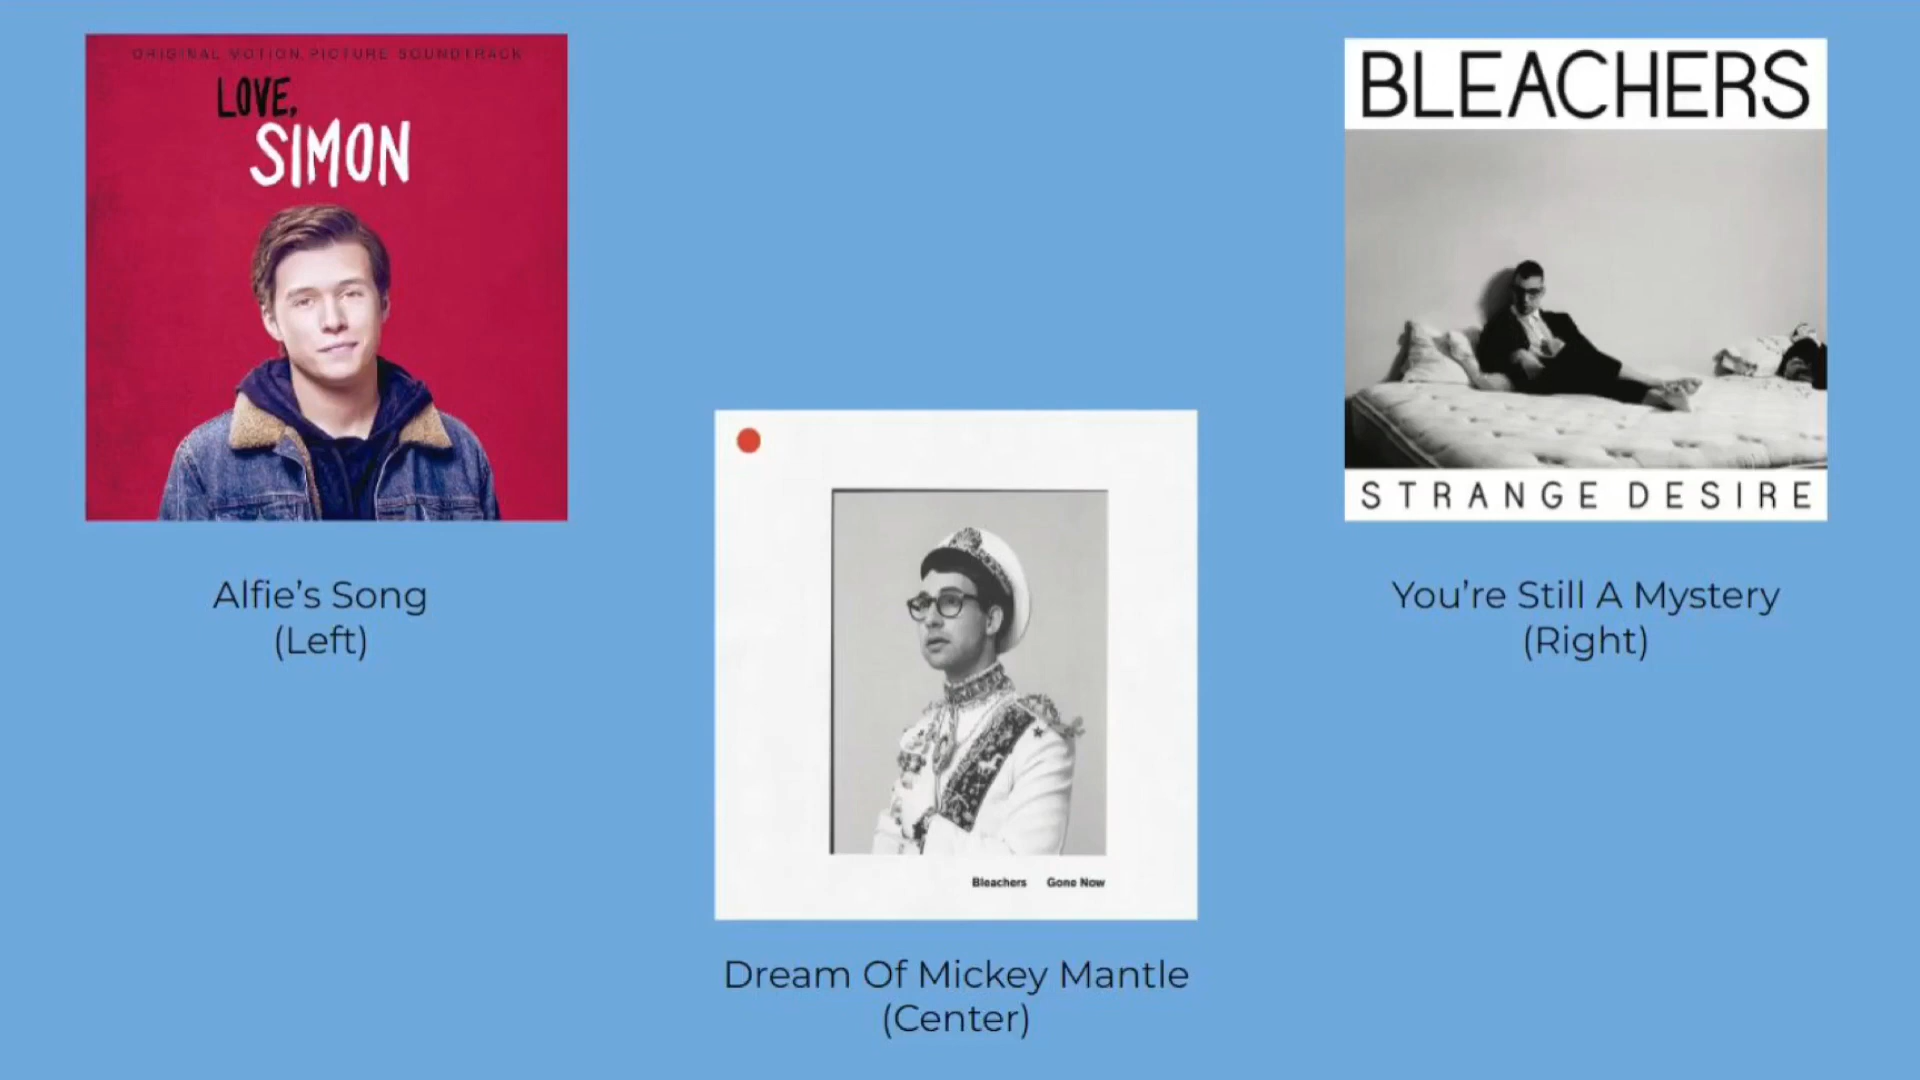 ORIGINAL MOTION PICTURE SOUNDTRACK
LOVE,
SIMON
Alfie's Song
(Left)
BLEACHERS
STRANGE DESIRE
You're Still A Mystery
(Right)
Bleachers Gone Now
Dream Of Mickey Mantle
(Center)